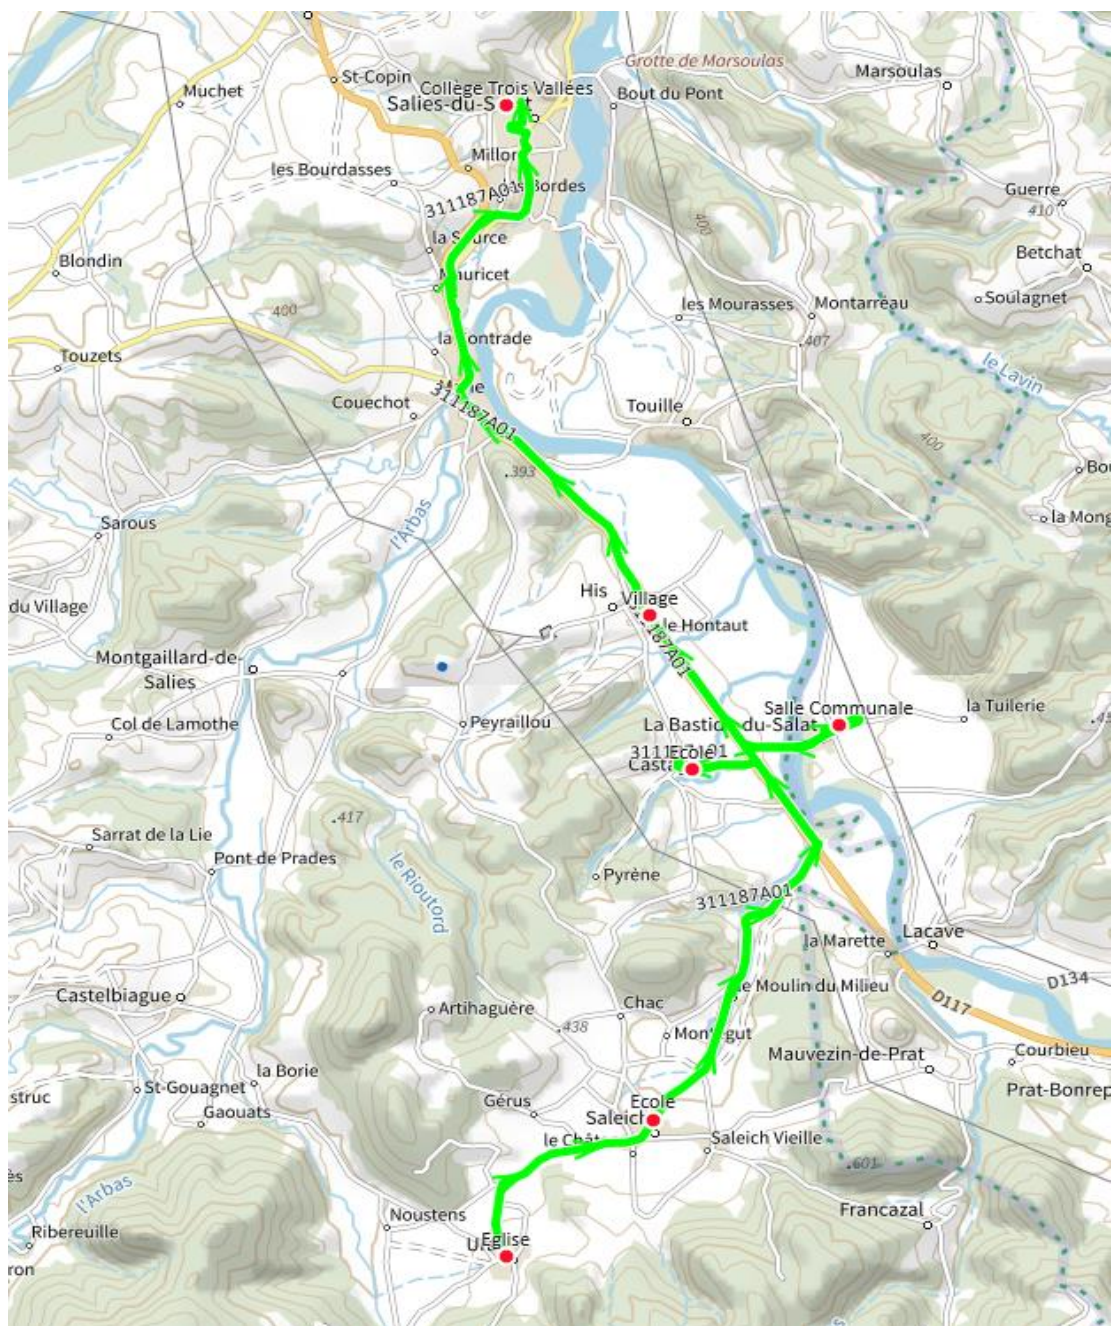 Grotte de Marsoulas
St-Copin
Marsoulas
Muchet
Collège Trois Vallées
Bout du Pont
Salies-du-S
Millon
les Bourdasses
Guerre
311187A01
Bordes
410
400
la Source
Betchat
Blondin
Mauricet
Soulagnet
les Mourasses
Montarreau
400
la Fontrade
407
Touzets
le Lavin
Couechot
Touille
311187A01
400
393
l'Arbas
Sarous
la Mong
His
Village
du Village
le Hontaut
Montgaillard-de-
Salies
Salle Communale
la Tuilerie
Col de Lamothe
Peyraillou
La Bastide-du-Salat
Ecole
417
Sarrat de la Lie
Pont de Prades
le Rioutord
Pyrène
311187A01
Lacave
la Marette
D134
Castelbiague
Moulin du Milieu
D117
Artihaguère
Chac
438
Montégut
Mauvezin-de-Prat
Courbieu
la Borie
St-Gouagnet
Prat-Bonrep
struc
Gérus
Ecole
Gaouats
Saleich
le Chât
Saleich Vieille
601
l'Arbas
Noustens
Francazal
Ribereuille
Eglise
ron